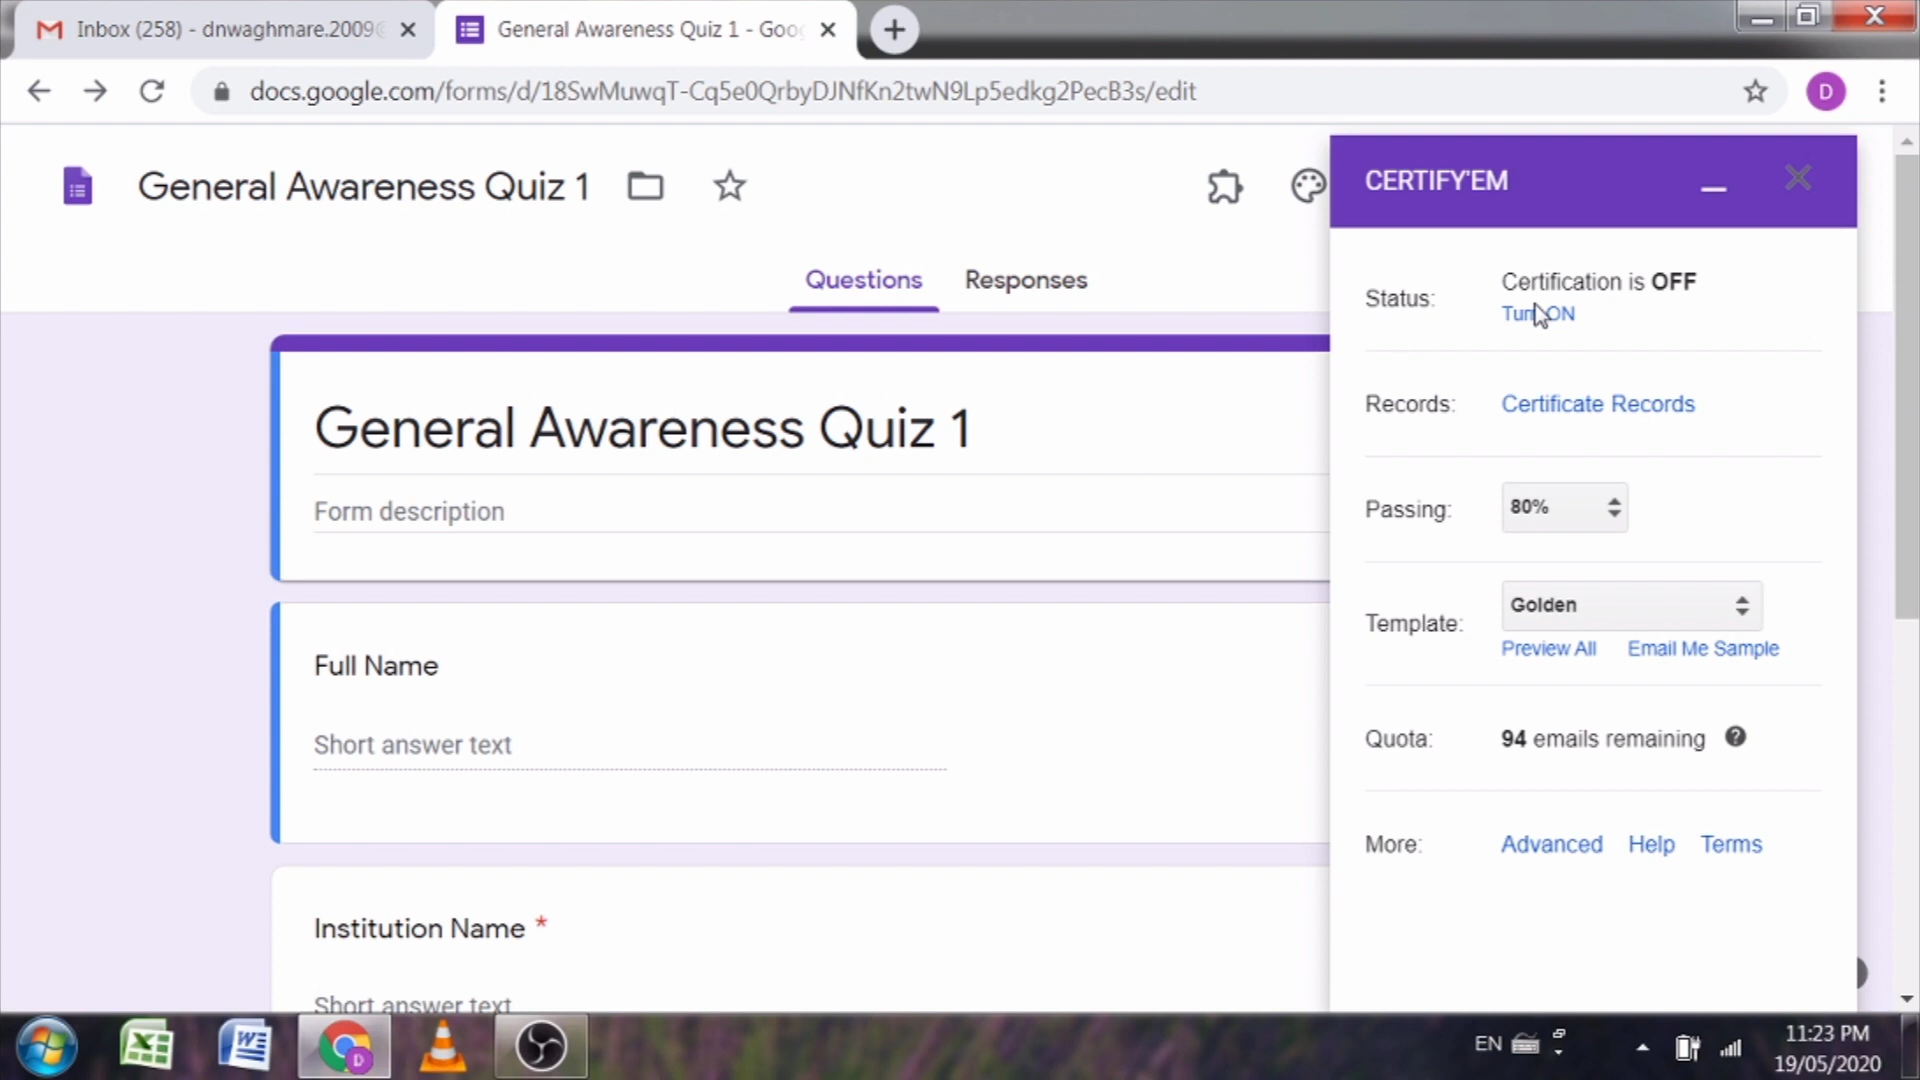 Inbox (258) - dnwaghmare.2009@
General Awareness Quiz 1 - Goo
docs.google.com/forms/d/18SwMuwqT-Cq5e0QrbyDJNfKn2twN9Lp5edkg2PecB3s/edit
D
General Awareness Quiz 1
Questions
Responses
General Awareness Quiz 1
Form description
Full Name
Short answer text
Institution Name *
Short answer text
CERTIFY'EM
Status:
Certification is OFF
Turn ON
Records:
Certificate Records
Passing:
80%
Template:
Golden
Preview All
Email Me Sample
Quota:
94 emails remaining
More:
Advanced
Help
Terms
EN
11:23 PM
19/05/2020